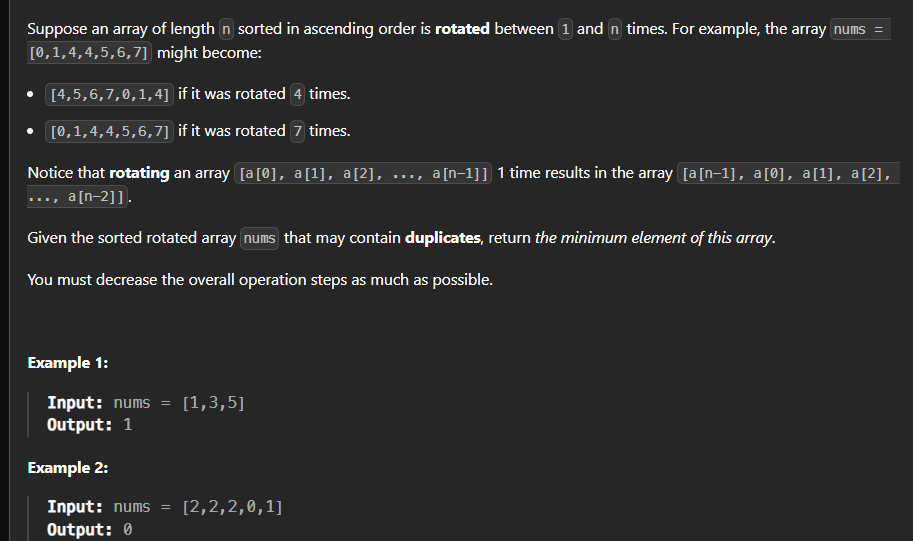 Suppose an array of length n sorted in ascending order is rotated between 1 and n times. For example, the array nums =
[0,1,4,4,5,6,7] might become:
• [4,5,6,7,0,1,4] if it was rotated 4 times.
• [0,1,4,4,5,6,7] if it was rotated 7 times.
Notice that rotating an array [a[0], a[1], a[2], ..., a[n-1]] 1 time results in the array [a[n-1], a[0], a[1], a[2],
..., a[n-2]].
Given the sorted rotated array nums that may contain duplicates, return the minimum element of this array.
You must decrease the overall operation steps as much as possible.
Example 1:
Input: nums = [1,3,5]
Output: 1
Example 2:
Input: nums = [2,2,2,0,1]
Output: 0